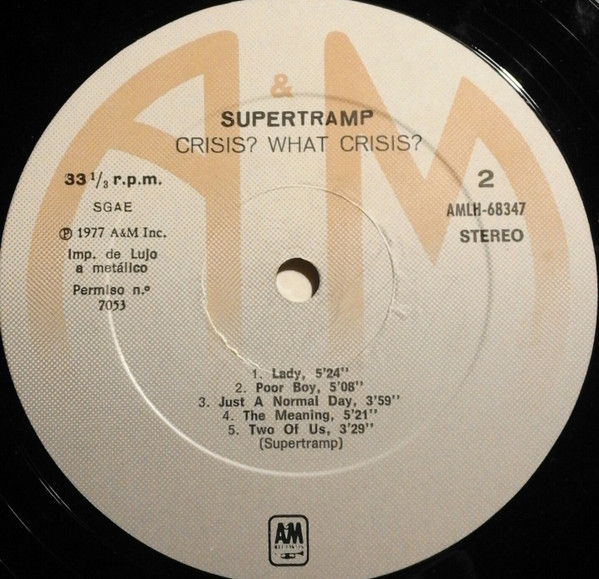 A & M
SUPERTRAMP
CRISIS? WHAT CRISIS?
33 1/3 r.p.m.
SGAE
℗ 1977 A&M Inc.
Imp. de Lujo
a metálico
Permiso n.º
7053
2
AMLH-68347
STEREO
1. Lady, 5'24''
2. Poor Boy, 5'08''
3. Just A Normal Day, 3'59''
4. The Meaning, 5'21''
5. Two Of Us, 3'29''
(Supertramp)
A&M
RECORDS